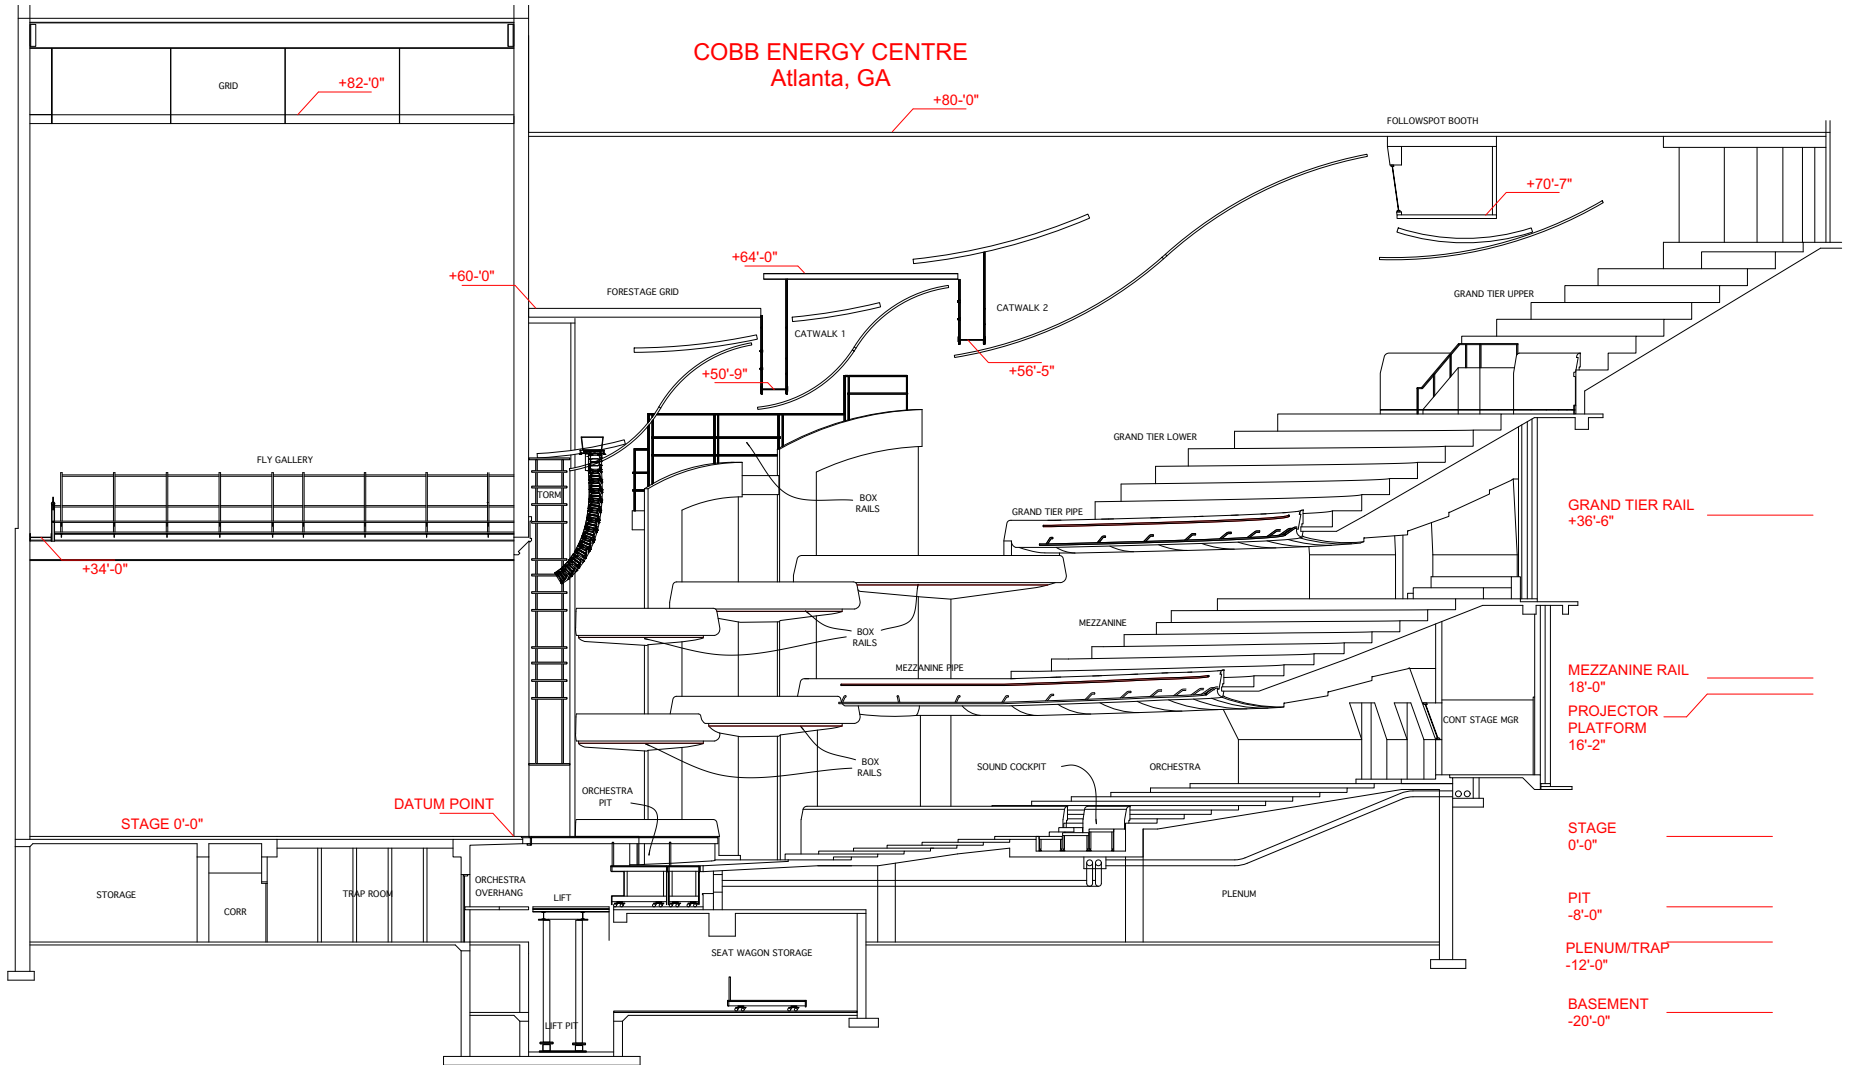 COBB ENERGY CENTRE
Atlanta, GA
GRID
+82-'0"
+80-'0"
FOLLOWSPOT BOOTH
+70'-7"
+64'-0"
+60-'0"
FORESTAGE GRID
CATWALK 1
CATWALK 2
GRAND TIER UPPER
+50'-9"
+56'-5"
GRAND TIER LOWER
FLY GALLERY
TORM
BOX
RAILS
GRAND TIER PIPE
GRAND TIER RAIL
+36'-6"
+34'-0"
BOX
RAILS
MEZZANINE
MEZZANINE PIPE
MEZZANINE RAIL
18'-0"
PROJECTOR
PLATFORM
16'-2"
CONT STAGE MGR
BOX
RAILS
SOUND COCKPIT
ORCHESTRA
ORCHESTRA
PIT
DATUM POINT
STAGE 0'-0"
STAGE
0'-0"
STORAGE
CORR
TRAP ROOM
ORCHESTRA
OVERHANG
LIFT
PLENUM
PIT
-8'-0"
SEAT WAGON STORAGE
PLENUM/TRAP
-12'-0"
LIFT PIT
BASEMENT
-20'-0"